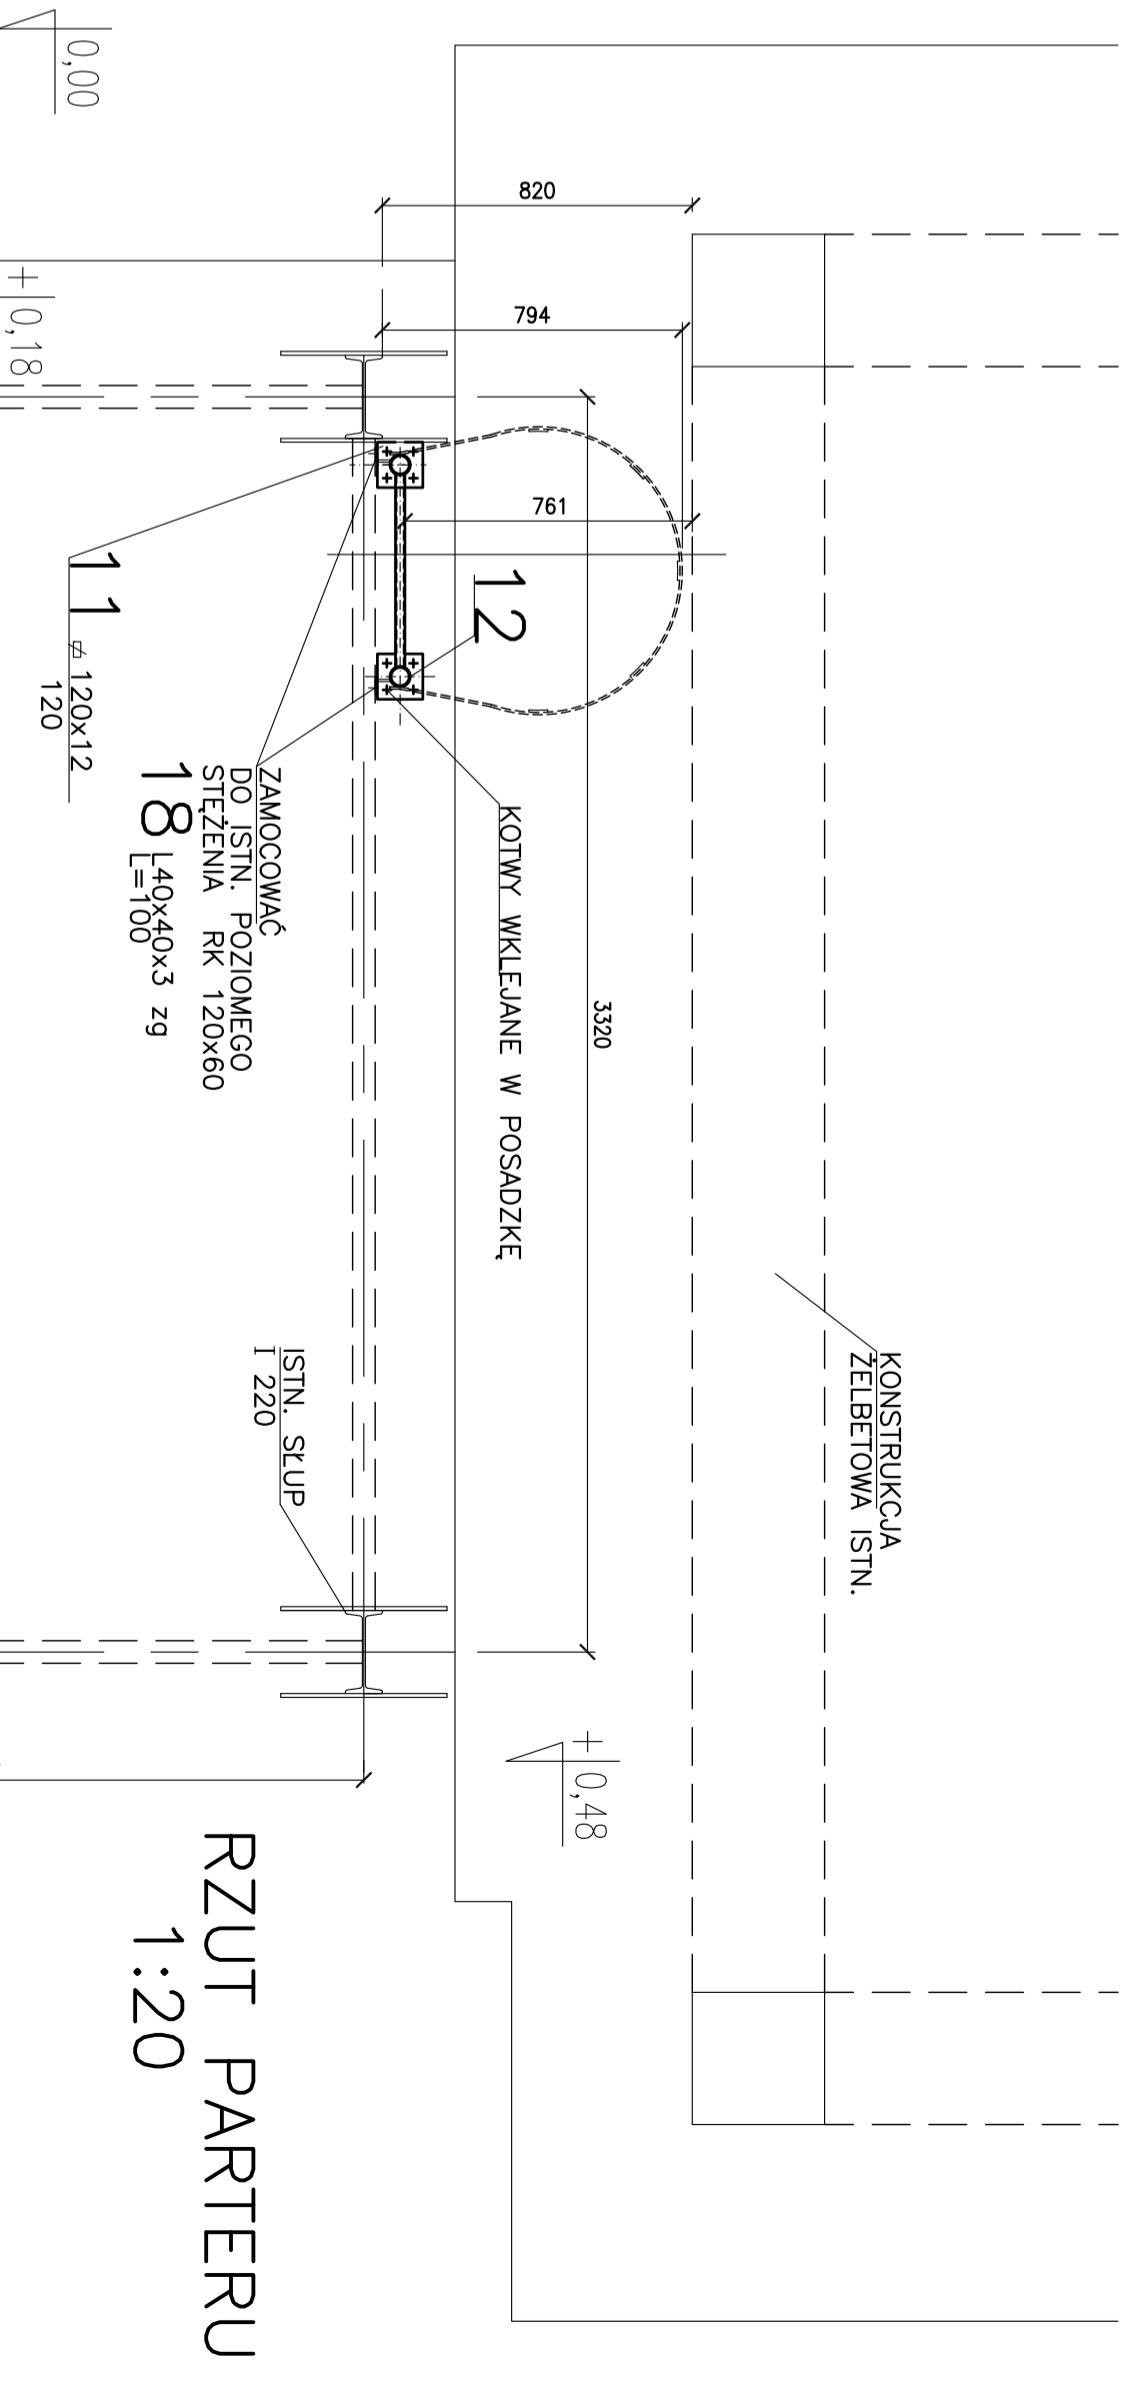 0,00
+0,18
820
794
761
3320
12
11
120x12
120
18
L40x40x3 zg
L=100
ZAMOCOWAĆ
DO ISTN. POZIOMEGO
STĘŻENIA RK 120x60
KOTWY WKLEJANE W POSADZKĘ
KONSTRUKCJA
ŻELBETOWA ISTN.
ISTN. SŁUP
I 220
+0,48
RZUT PARTERU
1:20